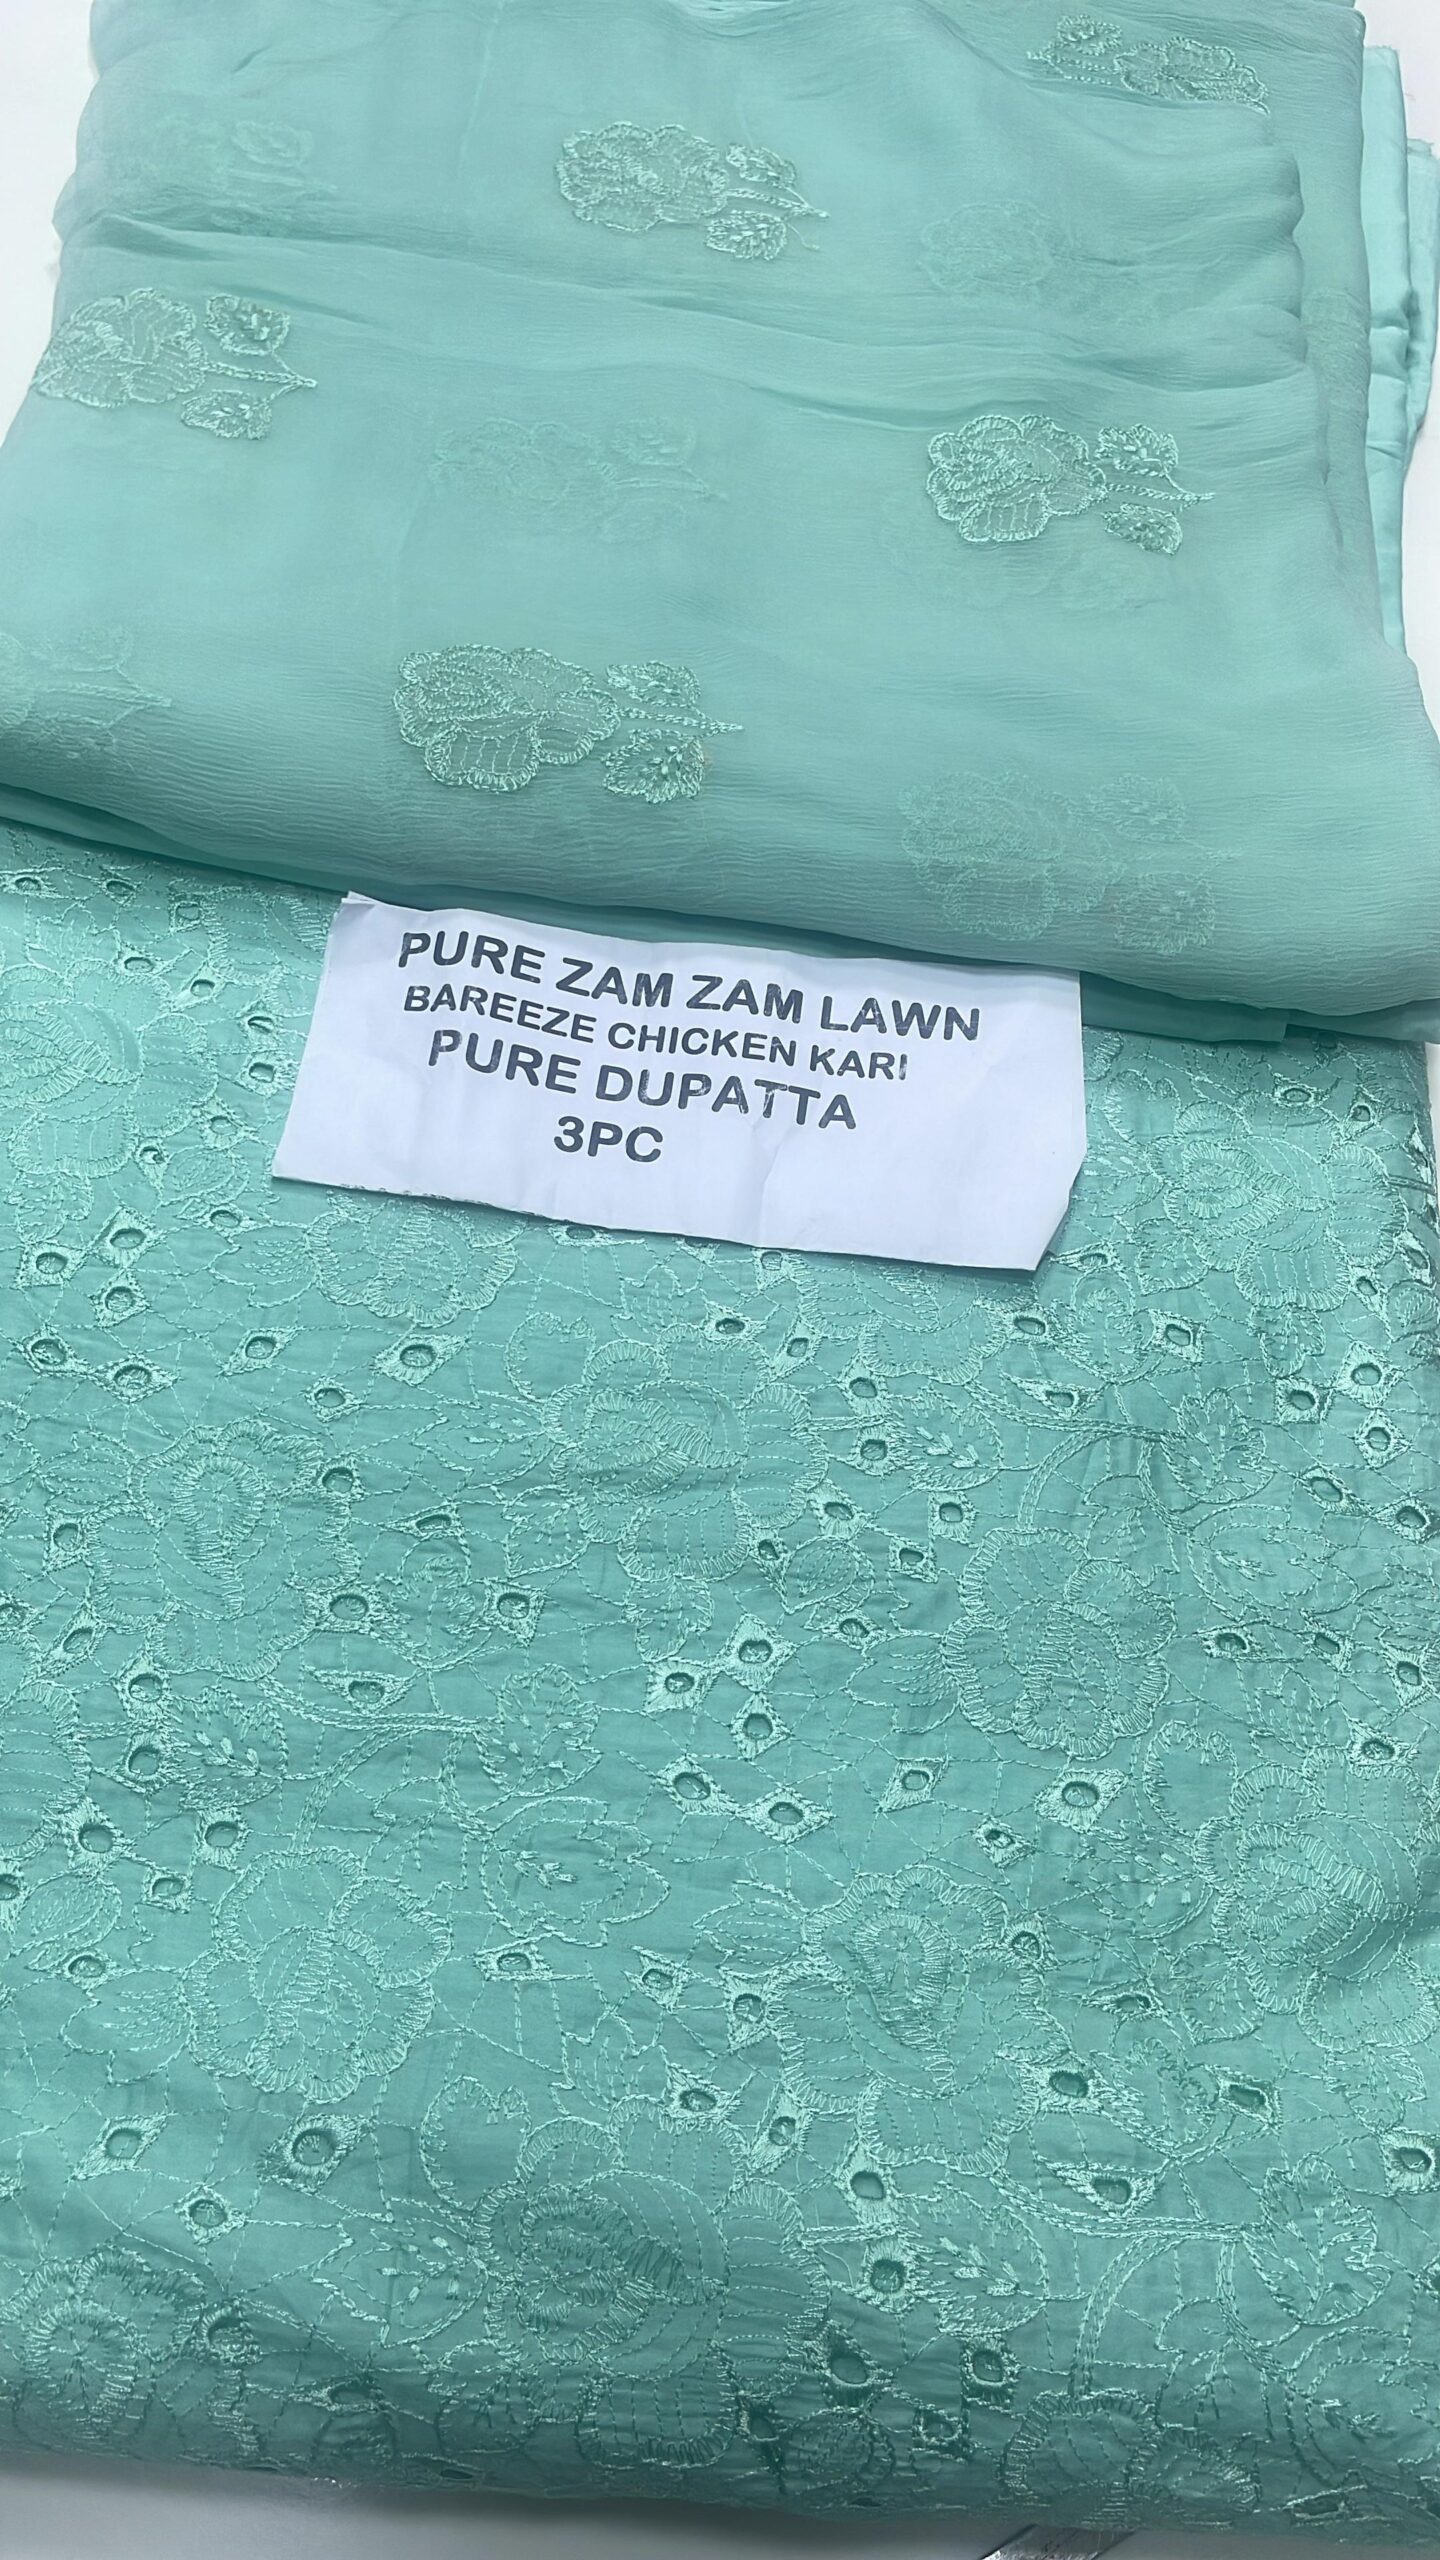 PURE ZAM ZAM LAWN
BAREEZE CHICKEN KARI
PURE DUPATTA
3PC